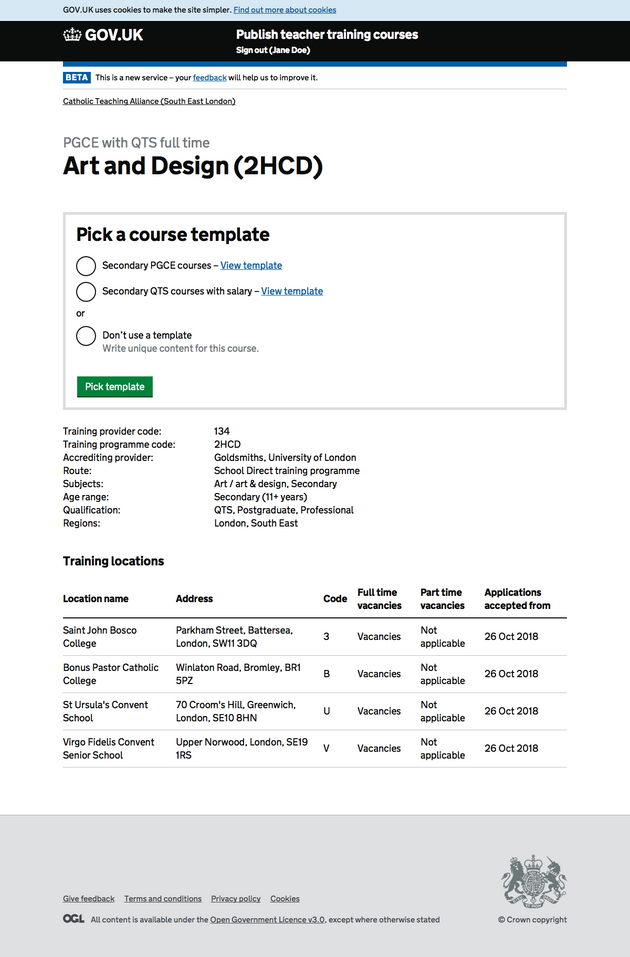 GOV.UK uses cookies to make the site simpler. Find out more about cookies
GOV.UK
Publish teacher training courses
Sign out (Jane Doe)
BETA This is a new service – your feedback will help us to improve it.
Catholic Teaching Alliance (South East London)
PGCE with QTS full time
Art and Design (2HCD)
Pick a course template
Secondary PGCE courses – View template
Secondary QTS courses with salary – View template
or
Don’t use a template
Write unique content for this course.
Pick template
Training provider code: 134
Training programme code: 2HCD
Accrediting provider: Goldsmiths, University of London
Route: School Direct training programme
Subjects: Art / art & design, Secondary
Age range: Secondary (11+ years)
Qualification: QTS, Postgraduate, Professional
Regions: London, South East
Training locations
Location name Address Code Full time vacancies Part time vacancies Applications accepted from
Saint John Bosco College Parkham Street, Battersea, London, SW11 3DQ 3 Vacancies Not applicable 26 Oct 2018
Bonus Pastor Catholic College Winlaton Road, Bromley, BR1 5PZ B Vacancies Not applicable 26 Oct 2018
St Ursula's Convent School 70 Croom's Hill, Greenwich, London, SE10 8HN U Vacancies Not applicable 26 Oct 2018
Virgo Fidelis Convent Senior School Upper Norwood, London, SE19 1RS V Vacancies Not applicable 26 Oct 2018
Give feedback Terms and conditions Privacy policy Cookies
OGL All content is available under the Open Government Licence v3.0, except where otherwise stated
© Crown copyright